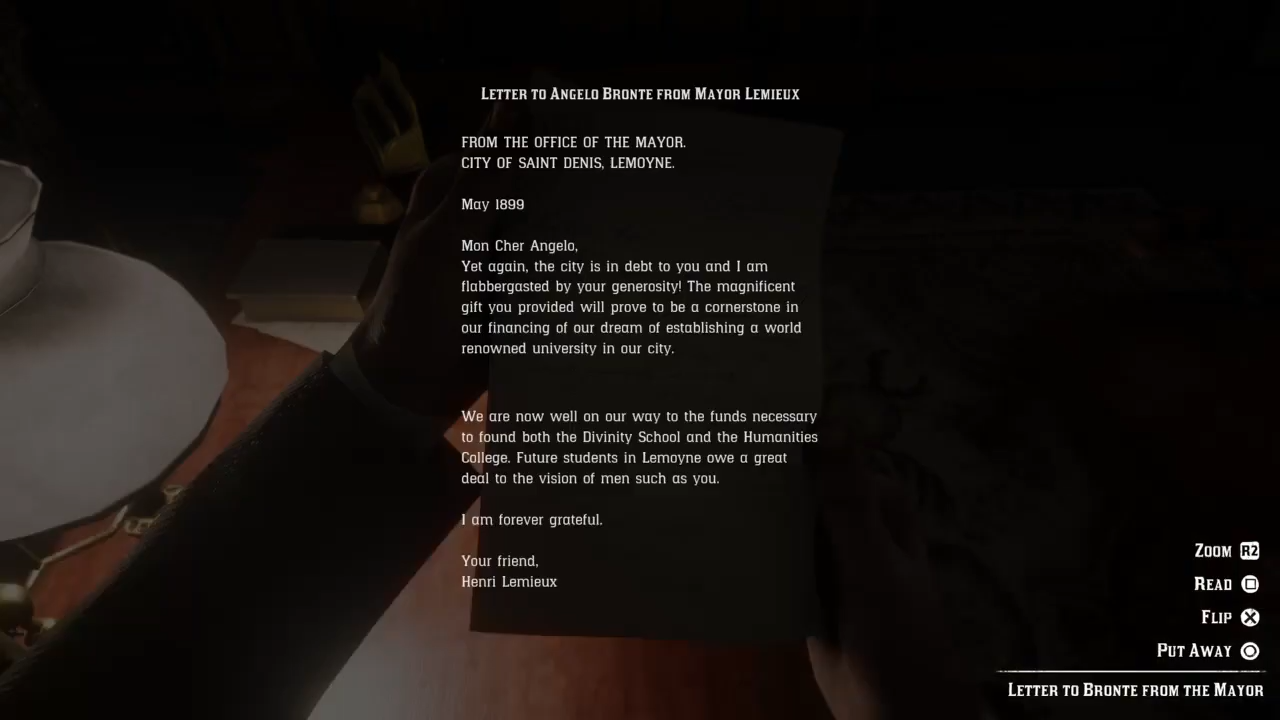 Letter to Angelo Bronte from Mayor Lemieux
FROM THE OFFICE OF THE MAYOR.
CITY OF SAINT DENIS, LEMOYNE.
May 1899
Mon Cher Angelo,
Yet again, the city is in debt to you and I am
flabbergasted by your generosity! The magnificent
gift you provided will prove to be a cornerstone in
our financing of our dream of establishing a world
renowned university in our city.
We are now well on our way to the funds necessary
to found both the Divinity School and the Humanities
College. Future students in Lemoyne owe a great
deal to the vision of men such as you.
I am forever grateful.
Your friend,
Henri Lemieux
Zoom R2
Read
Flip
Put Away
Letter to Bronte from the Mayor